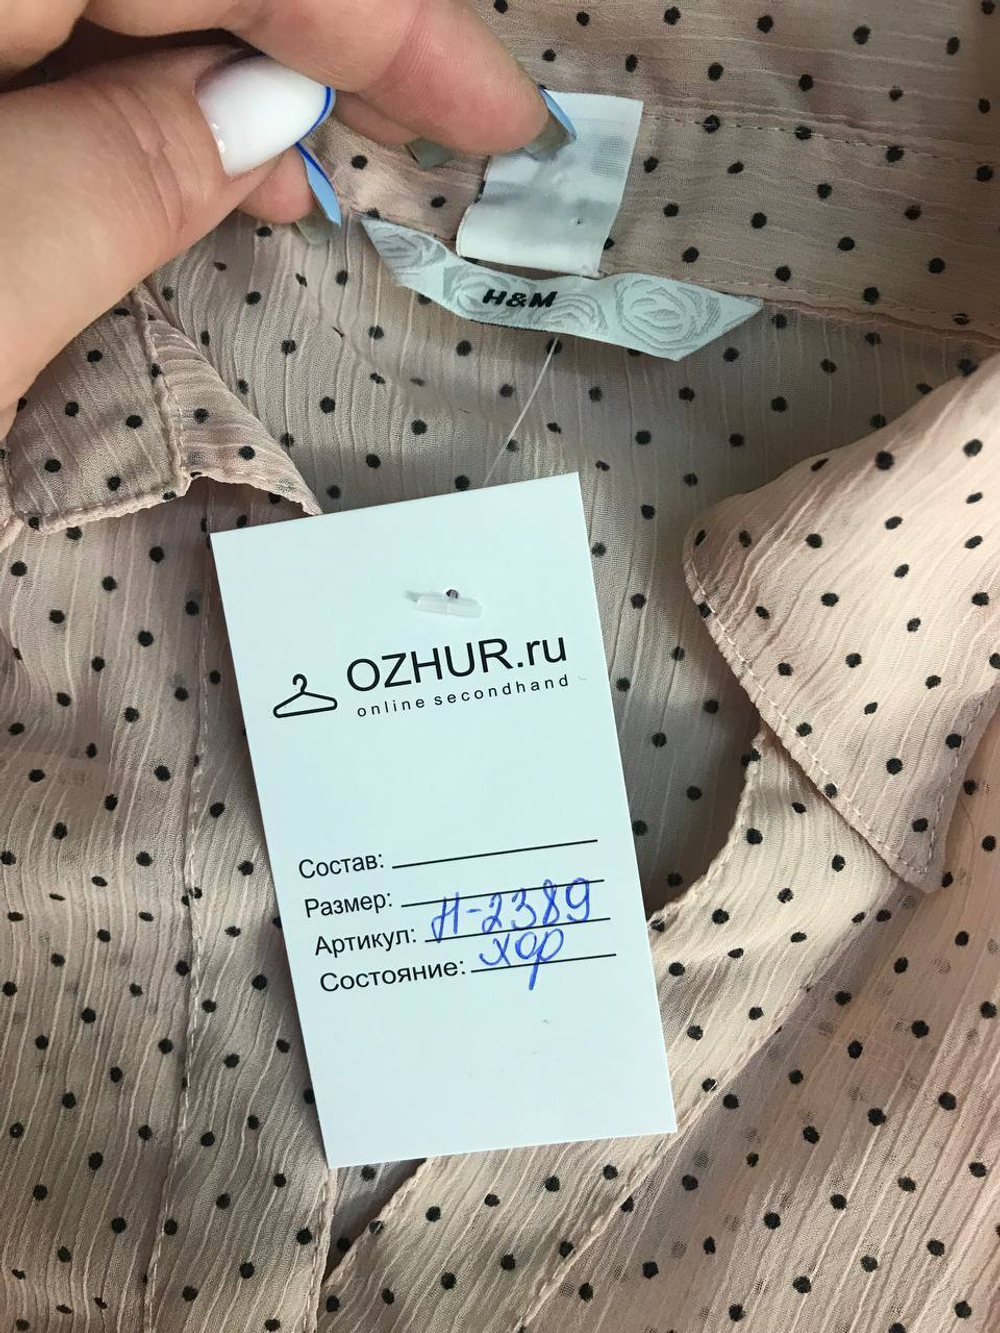 H&M
OZHUR.ru
online secondhand
Состав:
Размер:
Артикул: Н-2389
Состояние: хор